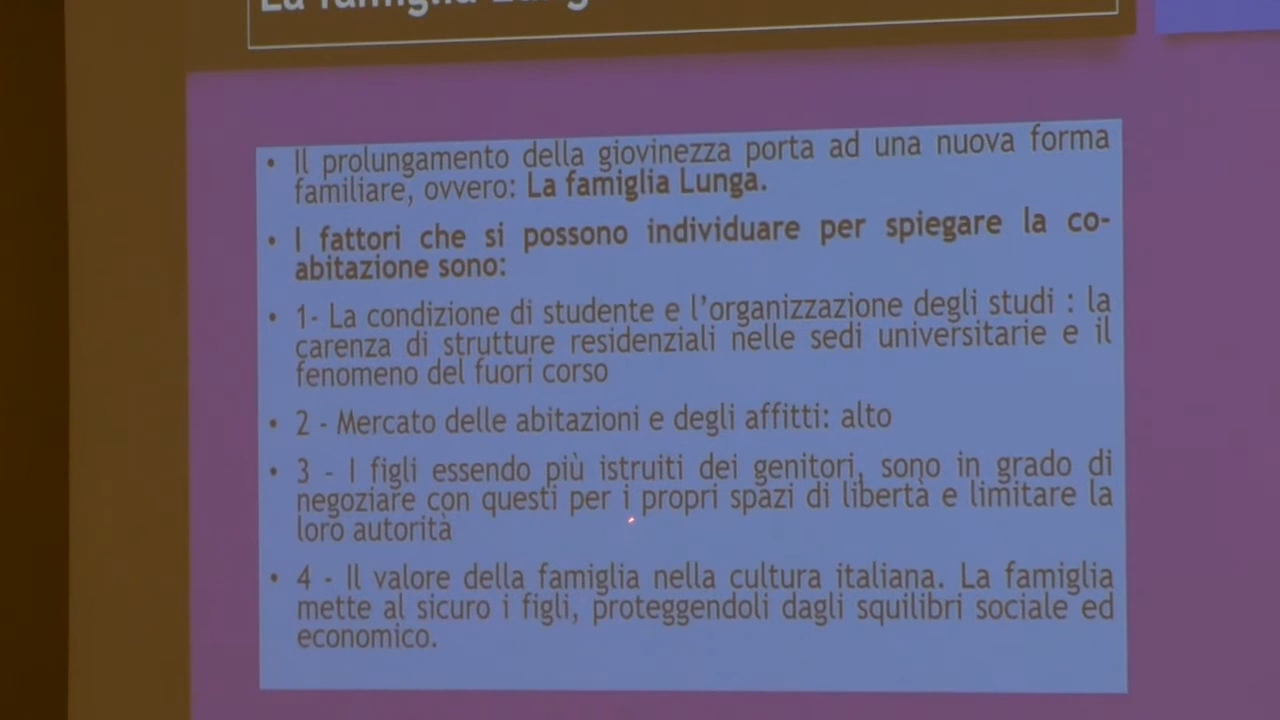 La famiglia Lung
• Il prolungamento della giovinezza porta ad una nuova forma
familiare, ovvero: La famiglia Lunga.
• I fattori che si possono individuare per spiegare la co-
abitazione sono:
• 1- La condizione di studente e l’organizzazione degli studi : la
carenza di strutture residenziali nelle sedi universitarie e il
fenomeno del fuori corso
• 2 - Mercato delle abitazioni e degli affitti: alto
• 3 - I figli essendo più istruiti dei genitori, sono in grado di
negoziare con questi per i propri spazi di libertà e limitare la
loro autorità
• 4 - Il valore della famiglia nella cultura italiana. La famiglia
mette al sicuro i figli, proteggendoli dagli squilibri sociale ed
economico.